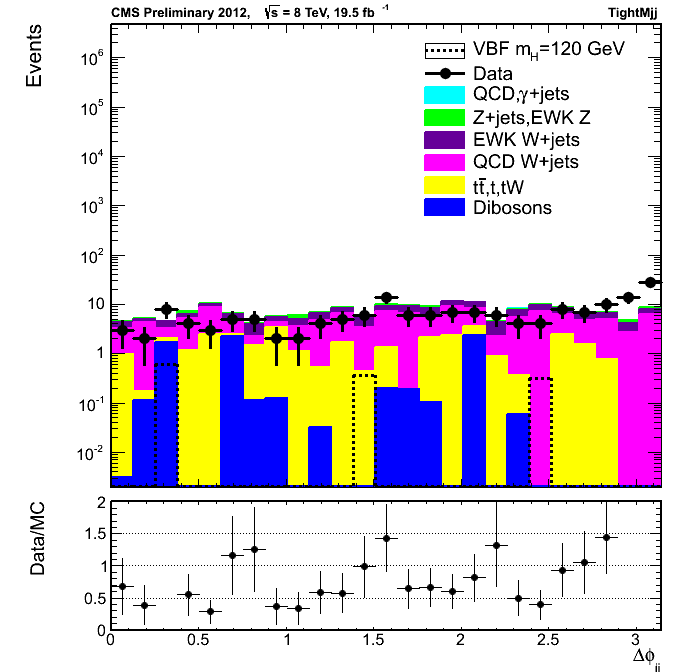 CMS Preliminary 2012, √s = 8 TeV, 19.5 fb⁻¹ TightMjj
Events
10⁶
10⁵
10⁴
10³
10²
10
1
10⁻¹
10⁻²
VBF m_H=120 GeV
Data
QCD,γ+jets
Z+jets,EWK Z
EWK W+jets
QCD W+jets
tt̄,t,tW
Dibosons
Data/MC
2
1.5
1
0.5
0
0 0.5 1 1.5 2 2.5 3
Δϕ_jj